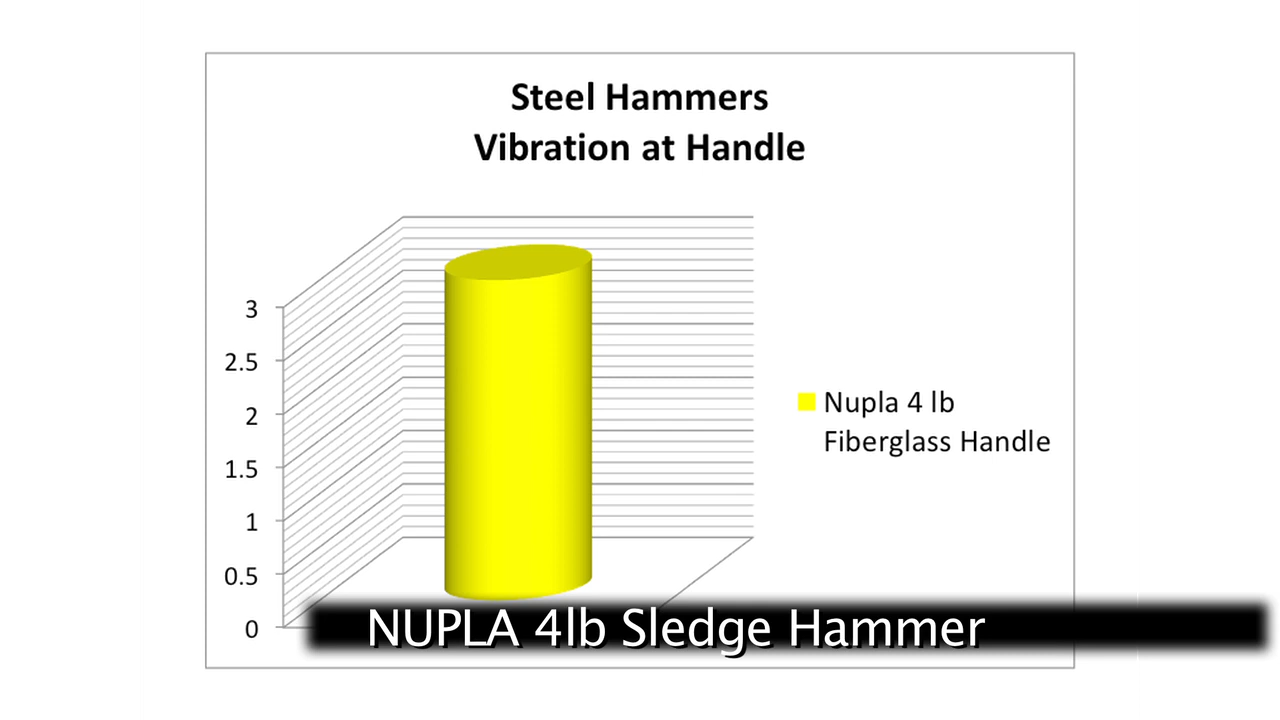 Steel Hammers
Vibration at Handle
3
2.5
2
1.5
1
0.5
0
Nupla 4 lb
Fiberglass Handle
NUPLA 4lb Sledge Hammer